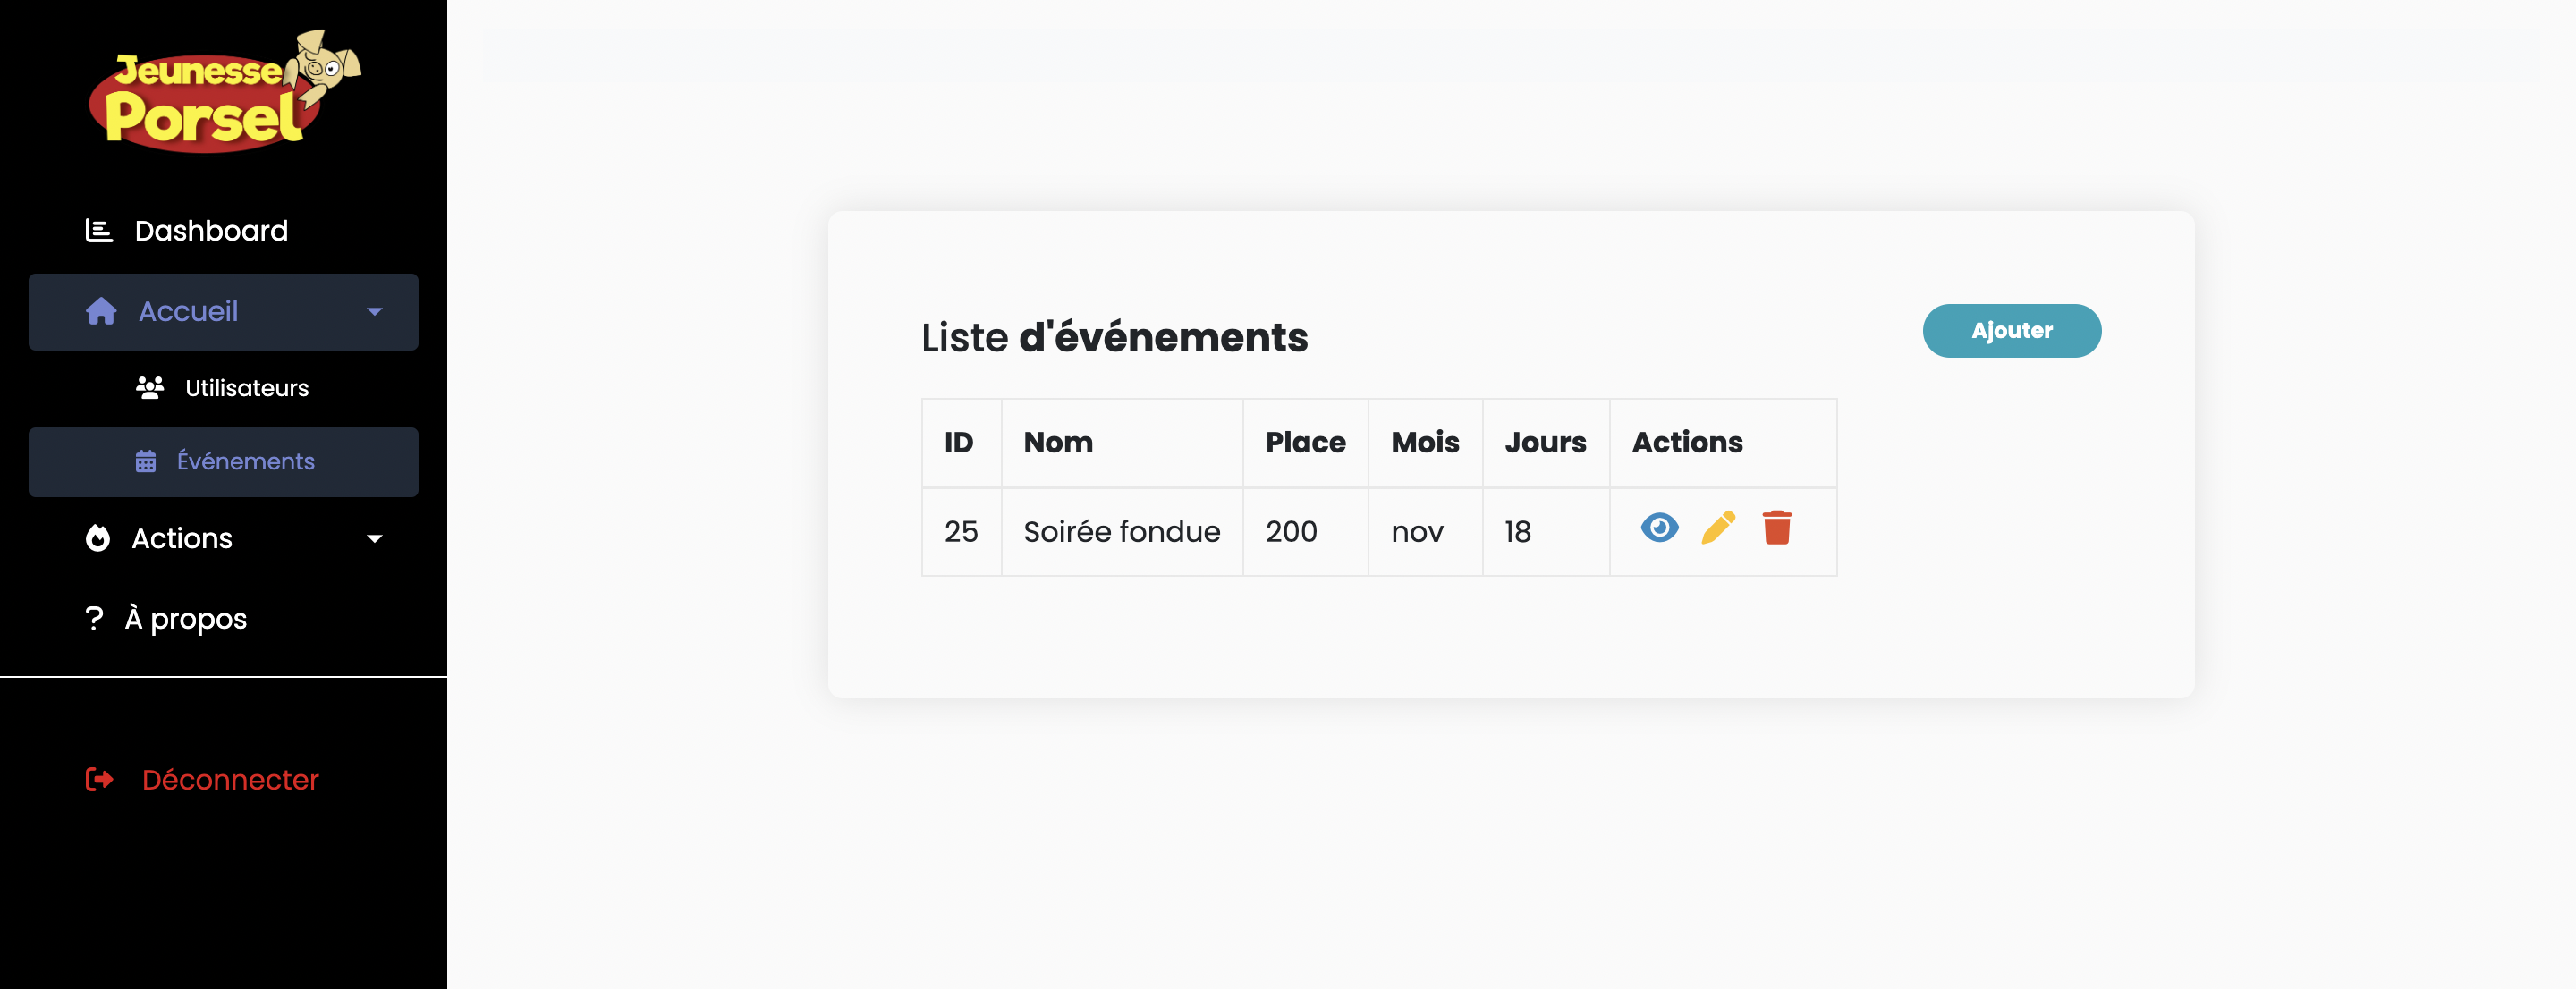 Jeunesse
Porsel
Dashboard
Accueil
Utilisateurs
Événements
Actions
À propos
Déconnecter
Liste d'événements
Ajouter
ID Nom Place Mois Jours Actions
25 Soirée fondue 200 nov 18